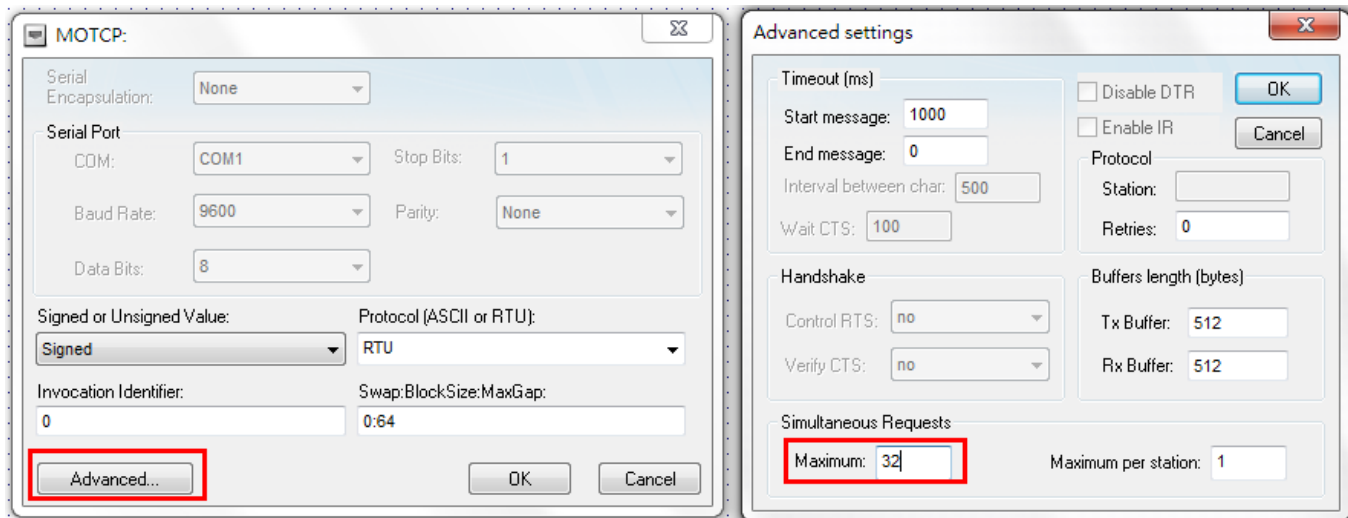 MOTCP:
Serial
Encapsulation:
None
Serial Port
COM:
COM1
Stop Bits:
1
Baud Rate:
9600
Parity:
None
Data Bits:
8
Signed or Unsigned Value:
Protocol (ASCII or RTU):
Signed
RTU
Invocation Identifier:
Swap:BlockSize:MaxGap:
0
0:64
Advanced...
OK
Cancel
Advanced settings
Timeout (ms)
Start message:
1000
End message:
0
Interval between char:
500
Wait CTS:
100
Disable DTR
Enable IR
OK
Cancel
Protocol
Station:
Retries:
0
Handshake
Control RTS:
no
Verify CTS:
no
Buffers length (bytes)
Tx Buffer:
512
Rx Buffer:
512
Simultaneous Requests
Maximum:
32
Maximum per station:
1